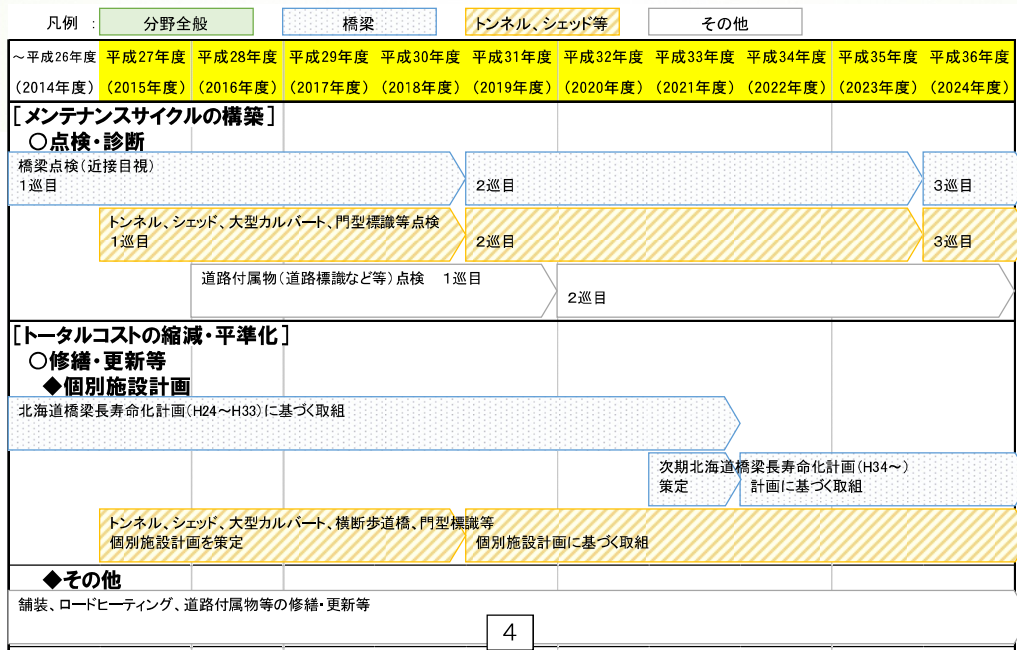 凡例 : 分野全般 橋梁 トンネル、シェッド等 その他
～平成26年度 平成27年度 平成28年度 平成29年度 平成30年度 平成31年度 平成32年度 平成33年度 平成34年度 平成35年度 平成36年度
(2014年度) (2015年度) (2016年度) (2017年度) (2018年度) (2019年度) (2020年度) (2021年度) (2022年度) (2023年度) (2024年度)
[メンテナンスサイクルの構築]
○点検・診断
橋梁点検(近接目視)
1巡目 2巡目 3巡目
トンネル、シェッド、大型カルバート、門型標識等点検
1巡目 2巡目 3巡目
道路付属物(道路標識など等)点検 1巡目
2巡目
[トータルコストの縮減・平準化]
○修繕・更新等
◆個別施設計画
北海道橋梁長寿命化計画(H24～H33)に基づく取組
次期北海道橋梁長寿命化計画(H34～)
策定 計画に基づく取組
トンネル、シェッド、大型カルバート、横断歩道橋、門型標識等
個別施設計画を策定 個別施設計画に基づく取組
◆その他
舗装、ロードヒーティング、道路付属物等の修繕・更新等
4